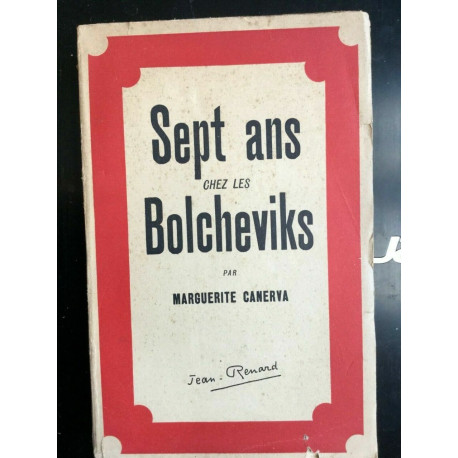 Sept ans
CHEZ LES
Bolcheviks
PAR
MARGUERITE CANERVA
Jean-Renard